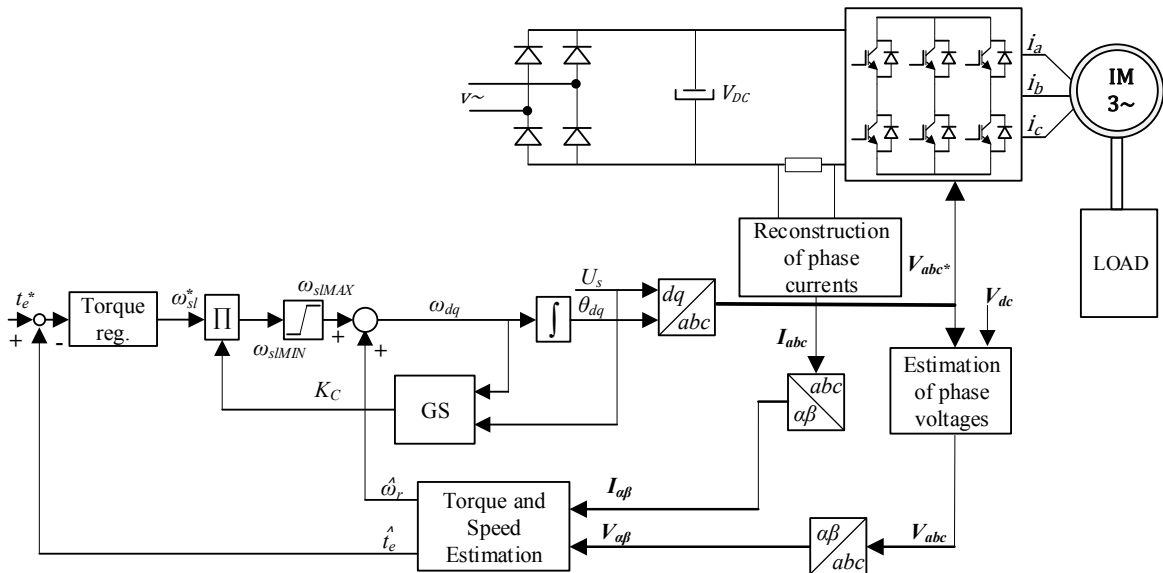 v~
V_DC
i_a
i_b
i_c
IM
3~
LOAD
Reconstruction
of phase
currents
V_abc*
V_dc
t_e*
+
-
Torque
reg.
ω_sl^*
∏
ω_slMAX
ω_slMIN
+
+
ω_dq
∫
U_s
θ_dq
dq
abc
I_abc
abc
αβ
Estimation
of phase
voltages
K_C
GS
ω̂_r
t̂_e
Torque and
Speed
Estimation
I_αβ
V_αβ
αβ
abc
V_abc